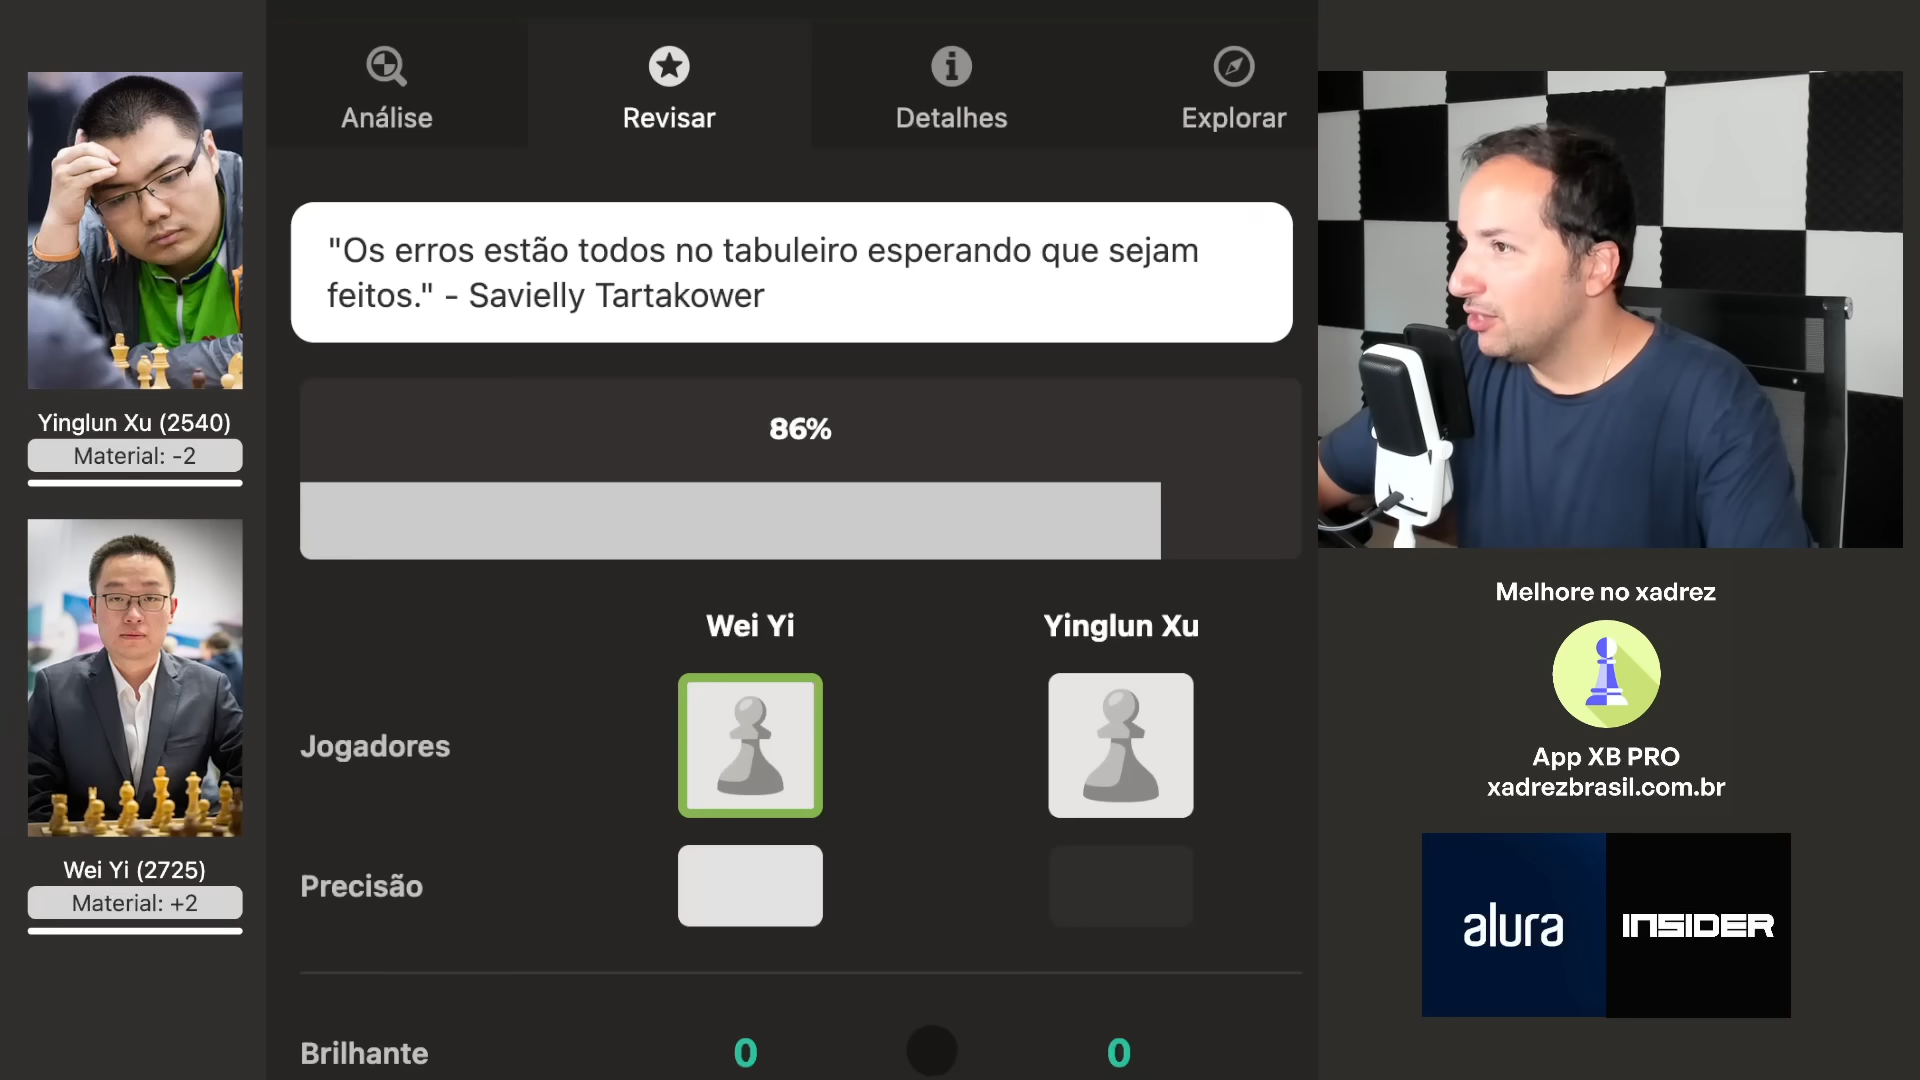 Análise
Revisar
Detalhes
Explorar
"Os erros estão todos no tabuleiro esperando que sejam
feitos." - Savielly Tartakower
86%
Wei Yi
Yinglun Xu
Jogadores
Precisão
Brilhante
0
0
Yinglun Xu (2540)
Material: -2
Wei Yi (2725)
Material: +2
Melhore no xadrez
App XB PRO
xadrezbrasil.com.br
alura
INSIDER